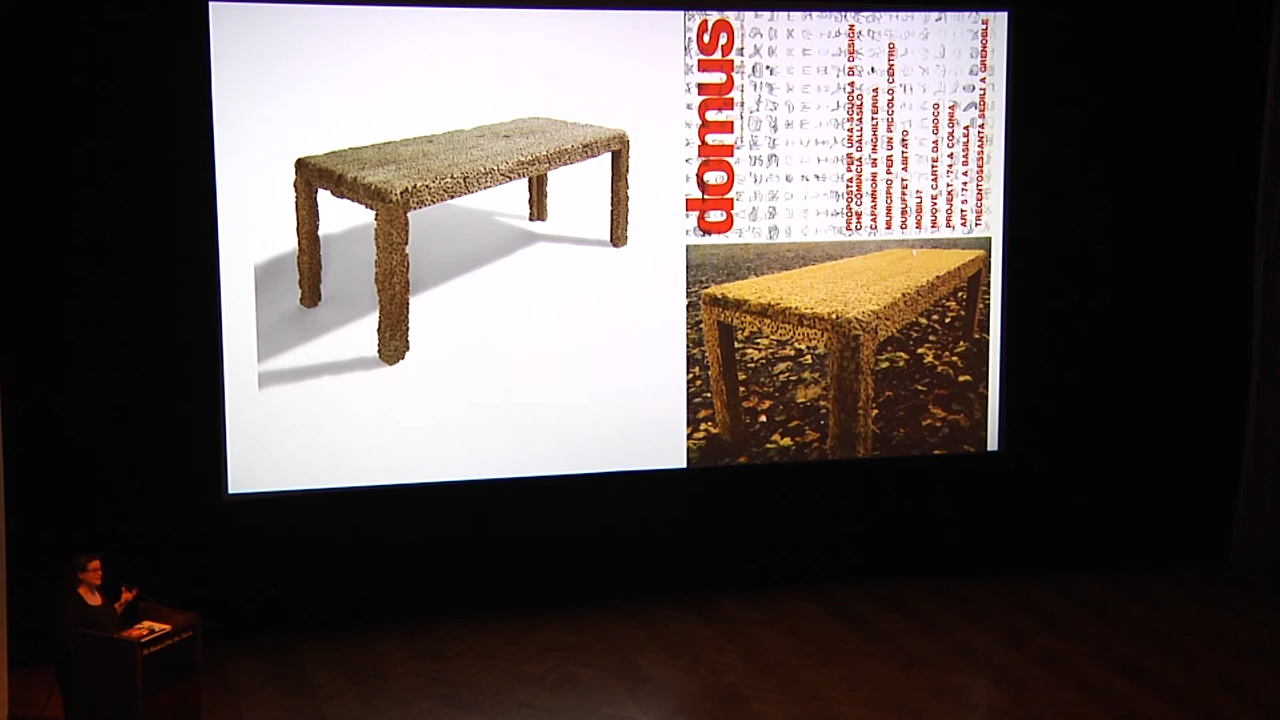 domus
PROPOSTA PER UNA SCUOLA DI DESIGN
CHE COMINCIA DALL'ASILO
CAPANNONI IN INGHILTERRA
MUNICIPIO PER UN PICCOLO CENTRO
DUBUFFET ABITATO
MOBILI?
NUOVE CARTE DA GIOCO
PROJEKT '74 A COLONIA
ART 5 '74 A BASILEA
TRECENTOSESSANTA SEDILI A GRENOBLE